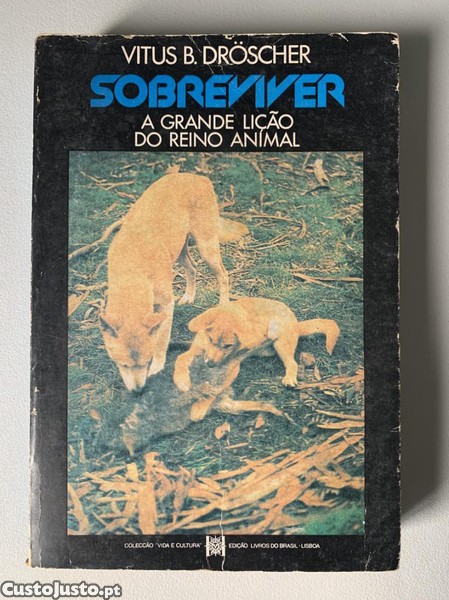 VITUS B. DRÖSCHER
SOBREVIVER
A GRANDE LIÇÃO
DO REINO ANIMAL
COLECÇÃO "VIDA E CULTURA" EDIÇÃO LIVROS DO BRASIL - LISBOA
CustoJusto.pt